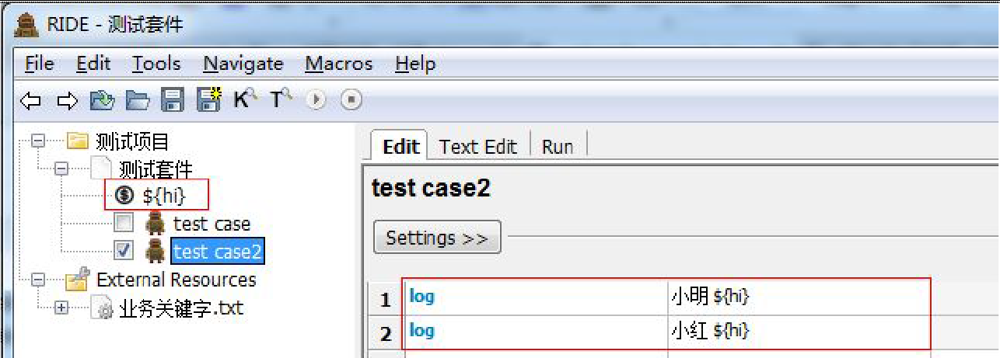 RIDE - 测试套件
File Edit Tools Navigate Macros Help
K T
测试项目
测试套件
${hi}
test case
test case2
External Resources
业务关键字.txt
Edit Text Edit Run
test case2
Settings >>
1 log 小明 ${hi}
2 log 小红 ${hi}